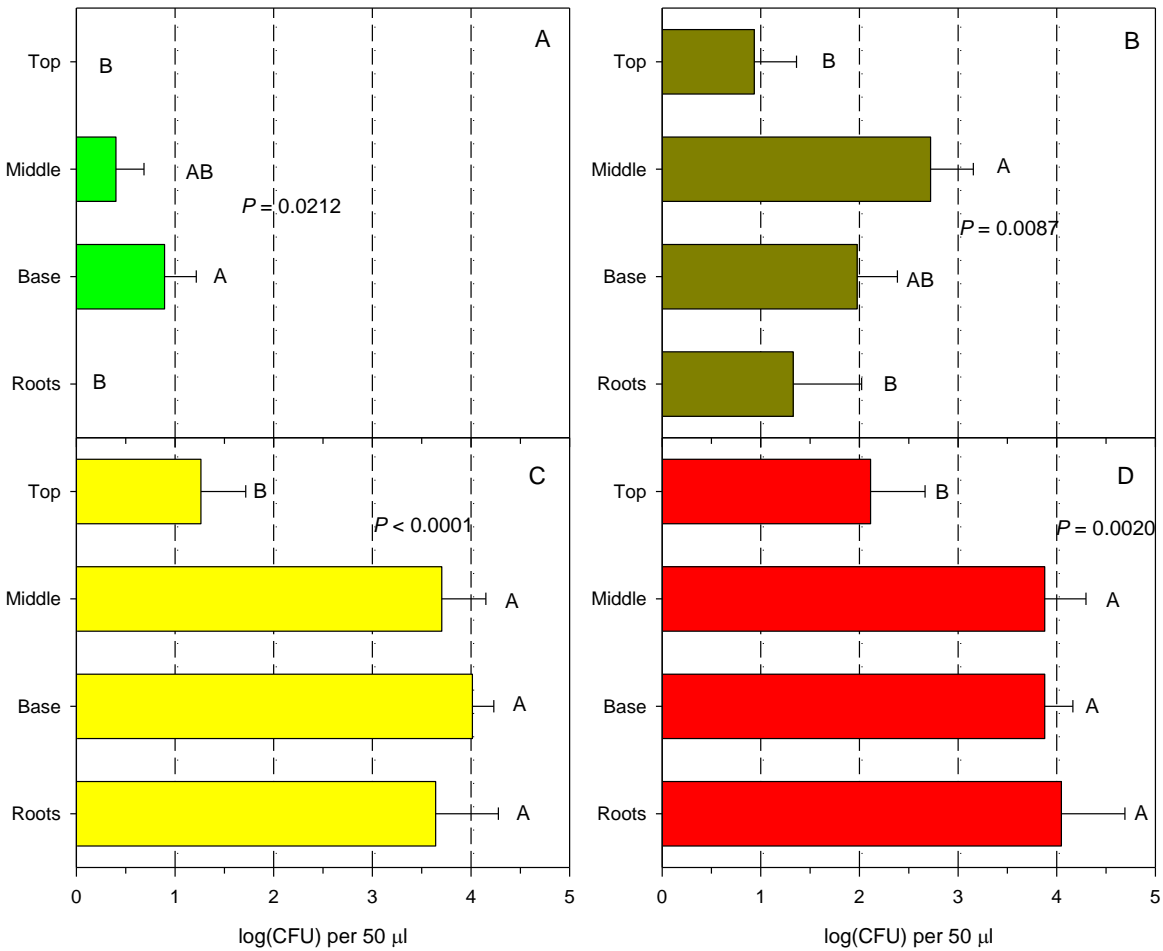 A
Top
B
Middle
AB
P = 0.0212
Base
A
Roots
B
B
Top
B
Middle
A
P = 0.0087
Base
AB
Roots
B
C
Top
B
P < 0.0001
Middle
A
Base
A
Roots
A
0 1 2 3 4 5
log(CFU) per 50 μl
D
Top
B
P = 0.0020
Middle
A
Base
A
Roots
A
0 1 2 3 4 5
log(CFU) per 50 μl